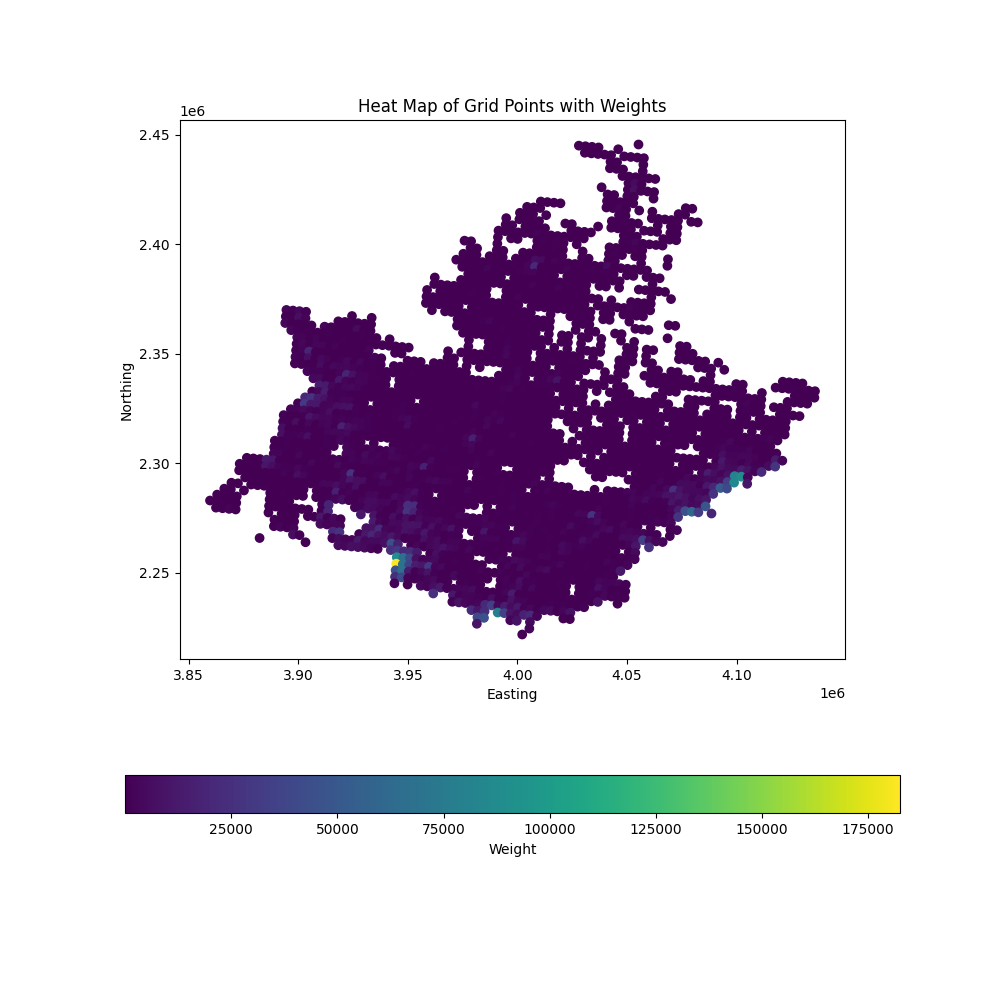 Heat Map of Grid Points with Weights
1e6
2.45
2.40
2.35
2.30
2.25
Northing
3.85 3.90 3.95 4.00 4.05 4.10
Easting
1e6
25000 50000 75000 100000 125000 150000 175000
Weight